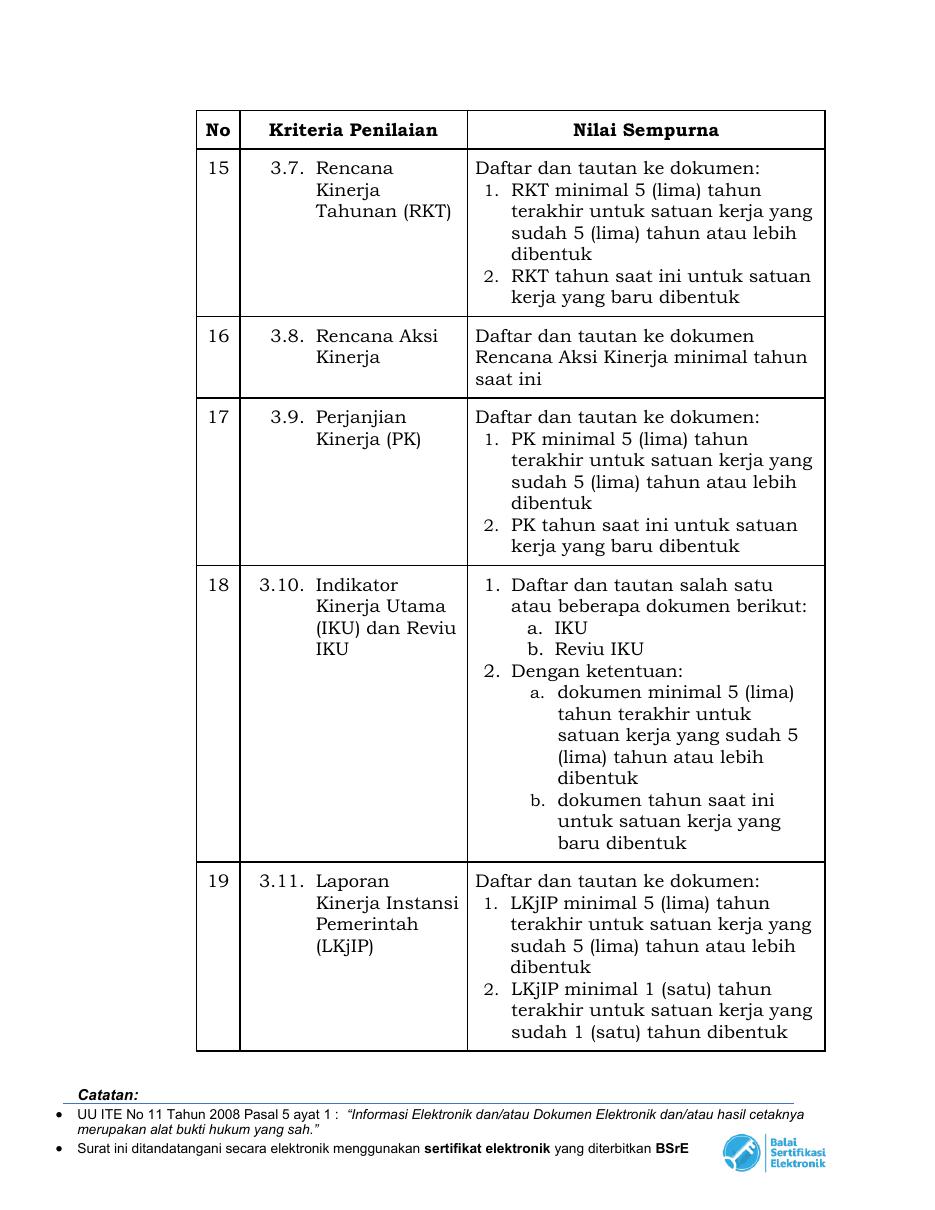 No Kriteria Penilaian Nilai Sempurna
15 3.7. Rencana
Kinerja
Tahunan (RKT)
Daftar dan tautan ke dokumen:
1. RKT minimal 5 (lima) tahun
terakhir untuk satuan kerja yang
sudah 5 (lima) tahun atau lebih
dibentuk
2. RKT tahun saat ini untuk satuan
kerja yang baru dibentuk
16 3.8. Rencana Aksi
Kinerja
Daftar dan tautan ke dokumen
Rencana Aksi Kinerja minimal tahun
saat ini
17 3.9. Perjanjian
Kinerja (PK)
Daftar dan tautan ke dokumen:
1. PK minimal 5 (lima) tahun
terakhir untuk satuan kerja yang
sudah 5 (lima) tahun atau lebih
dibentuk
2. PK tahun saat ini untuk satuan
kerja yang baru dibentuk
18 3.10. Indikator
Kinerja Utama
(IKU) dan Reviu
IKU
1. Daftar dan tautan salah satu
atau beberapa dokumen berikut:
a. IKU
b. Reviu IKU
2. Dengan ketentuan:
a. dokumen minimal 5 (lima)
tahun terakhir untuk
satuan kerja yang sudah 5
(lima) tahun atau lebih
dibentuk
b. dokumen tahun saat ini
untuk satuan kerja yang
baru dibentuk
19 3.11. Laporan
Kinerja Instansi
Pemerintah
(LKjIP)
Daftar dan tautan ke dokumen:
1. LKjIP minimal 5 (lima) tahun
terakhir untuk satuan kerja yang
sudah 5 (lima) tahun atau lebih
dibentuk
2. LKjIP minimal 1 (satu) tahun
terakhir untuk satuan kerja yang
sudah 1 (satu) tahun dibentuk
Catatan:
• UU ITE No 11 Tahun 2008 Pasal 5 ayat 1 : “Informasi Elektronik dan/atau Dokumen Elektronik dan/atau hasil cetaknya
merupakan alat bukti hukum yang sah.”
• Surat ini ditandatangani secara elektronik menggunakan sertifikat elektronik yang diterbitkan BSrE
Balai
Sertifikasi
Elektronik